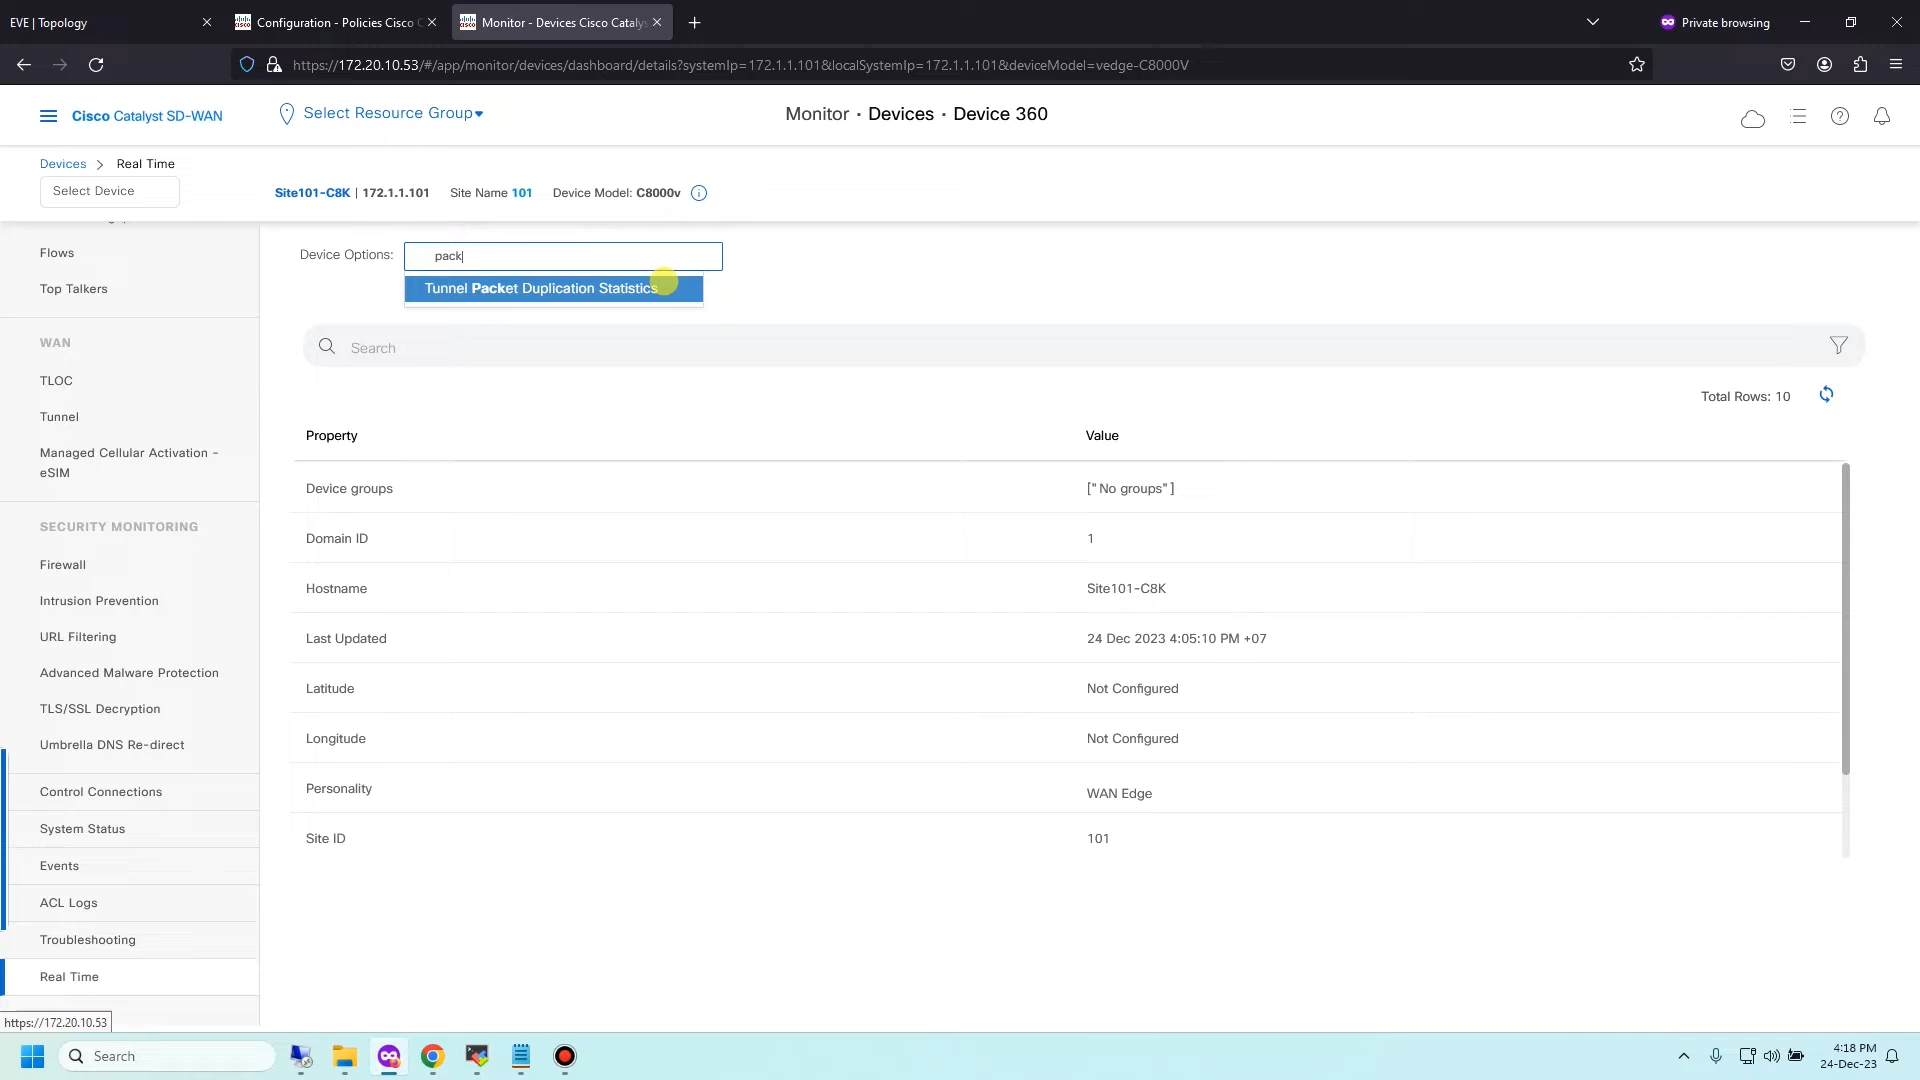 EVE | Topology
Configuration - Policies Cisco C
Monitor - Devices Cisco Cataly
Private browsing
https://172.20.10.53/#/app/monitor/devices/dashboard/details?systemIp=172.1.1.101&localSystemIp=172.1.1.101&deviceModel=vedge-C8000V
Cisco Catalyst SD-WAN
Select Resource Group
Monitor · Devices · Device 360
Devices > Real Time
Select Device
Site101-C8K | 172.1.1.101 Site Name 101 Device Model: C8000v
Flows
Top Talkers
WAN
TLOC
Tunnel
Managed Cellular Activation -
eSIM
SECURITY MONITORING
Firewall
Intrusion Prevention
URL Filtering
Advanced Malware Protection
TLS/SSL Decryption
Umbrella DNS Re-direct
Control Connections
System Status
Events
ACL Logs
Troubleshooting
Real Time
https://172.20.10.53
Device Options: pack
Tunnel Packet Duplication Statistics
Search
Total Rows: 10
Property Value
Device groups ["No groups"]
Domain ID 1
Hostname Site101-C8K
Last Updated 24 Dec 2023 4:05:10 PM +07
Latitude Not Configured
Longitude Not Configured
Personality WAN Edge
Site ID 101
Search
4:18 PM
24-Dec-23